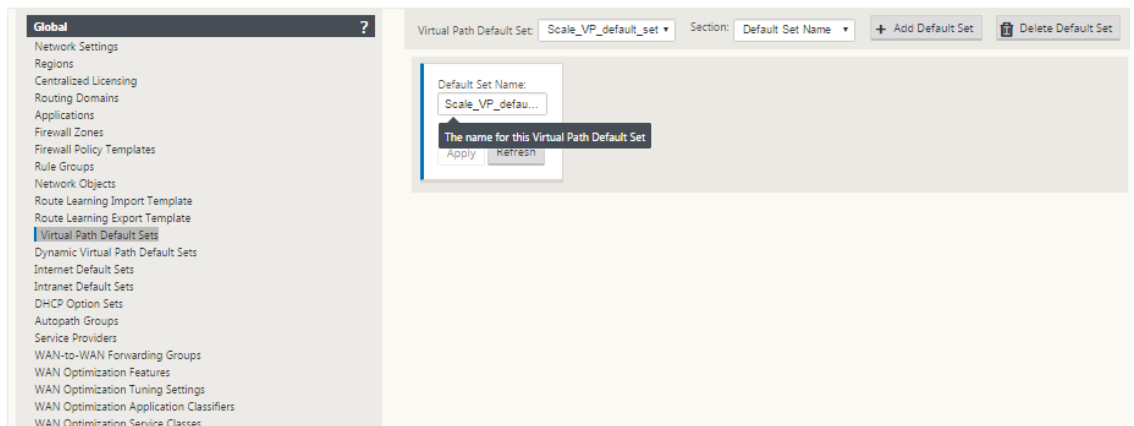 Global ?
Network Settings
Regions
Centralized Licensing
Routing Domains
Applications
Firewall Zones
Firewall Policy Templates
Rule Groups
Network Objects
Route Learning Import Template
Route Learning Export Template
Virtual Path Default Sets
Dynamic Virtual Path Default Sets
Internet Default Sets
Intranet Default Sets
DHCP Option Sets
Autopath Groups
Service Providers
WAN-to-WAN Forwarding Groups
WAN Optimization Features
WAN Optimization Tuning Settings
WAN Optimization Application Classifiers
WAN Optimization Service Classes
Virtual Path Default Set: Scale_VP_default_set Section: Default Set Name + Add Default Set Delete Default Set
Default Set Name:
Scale_VP_defau...
The name for this Virtual Path Default Set
Apply Refresh